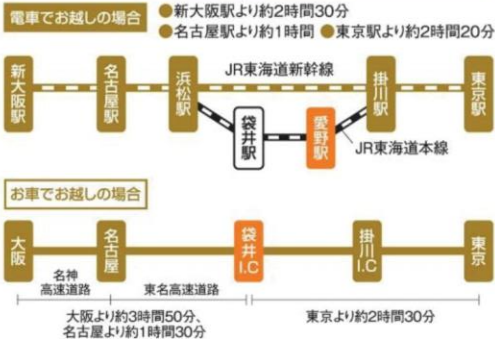 電車でお越しの場合
●新大阪駅より約2時間30分
●名古屋駅より約1時間 ●東京駅より約2時間20分
JR東海道新幹線
新大阪駅
名古屋駅
浜松駅
袋井駅
愛野駅
掛川駅
東京駅
JR東海道本線
お車でお越しの場合
大阪
名古屋
袋井I.C
掛川I.C
東京
名神
高速道路
東名高速道路
大阪より約3時間50分、
名古屋より約1時間30分
東京より約2時間30分